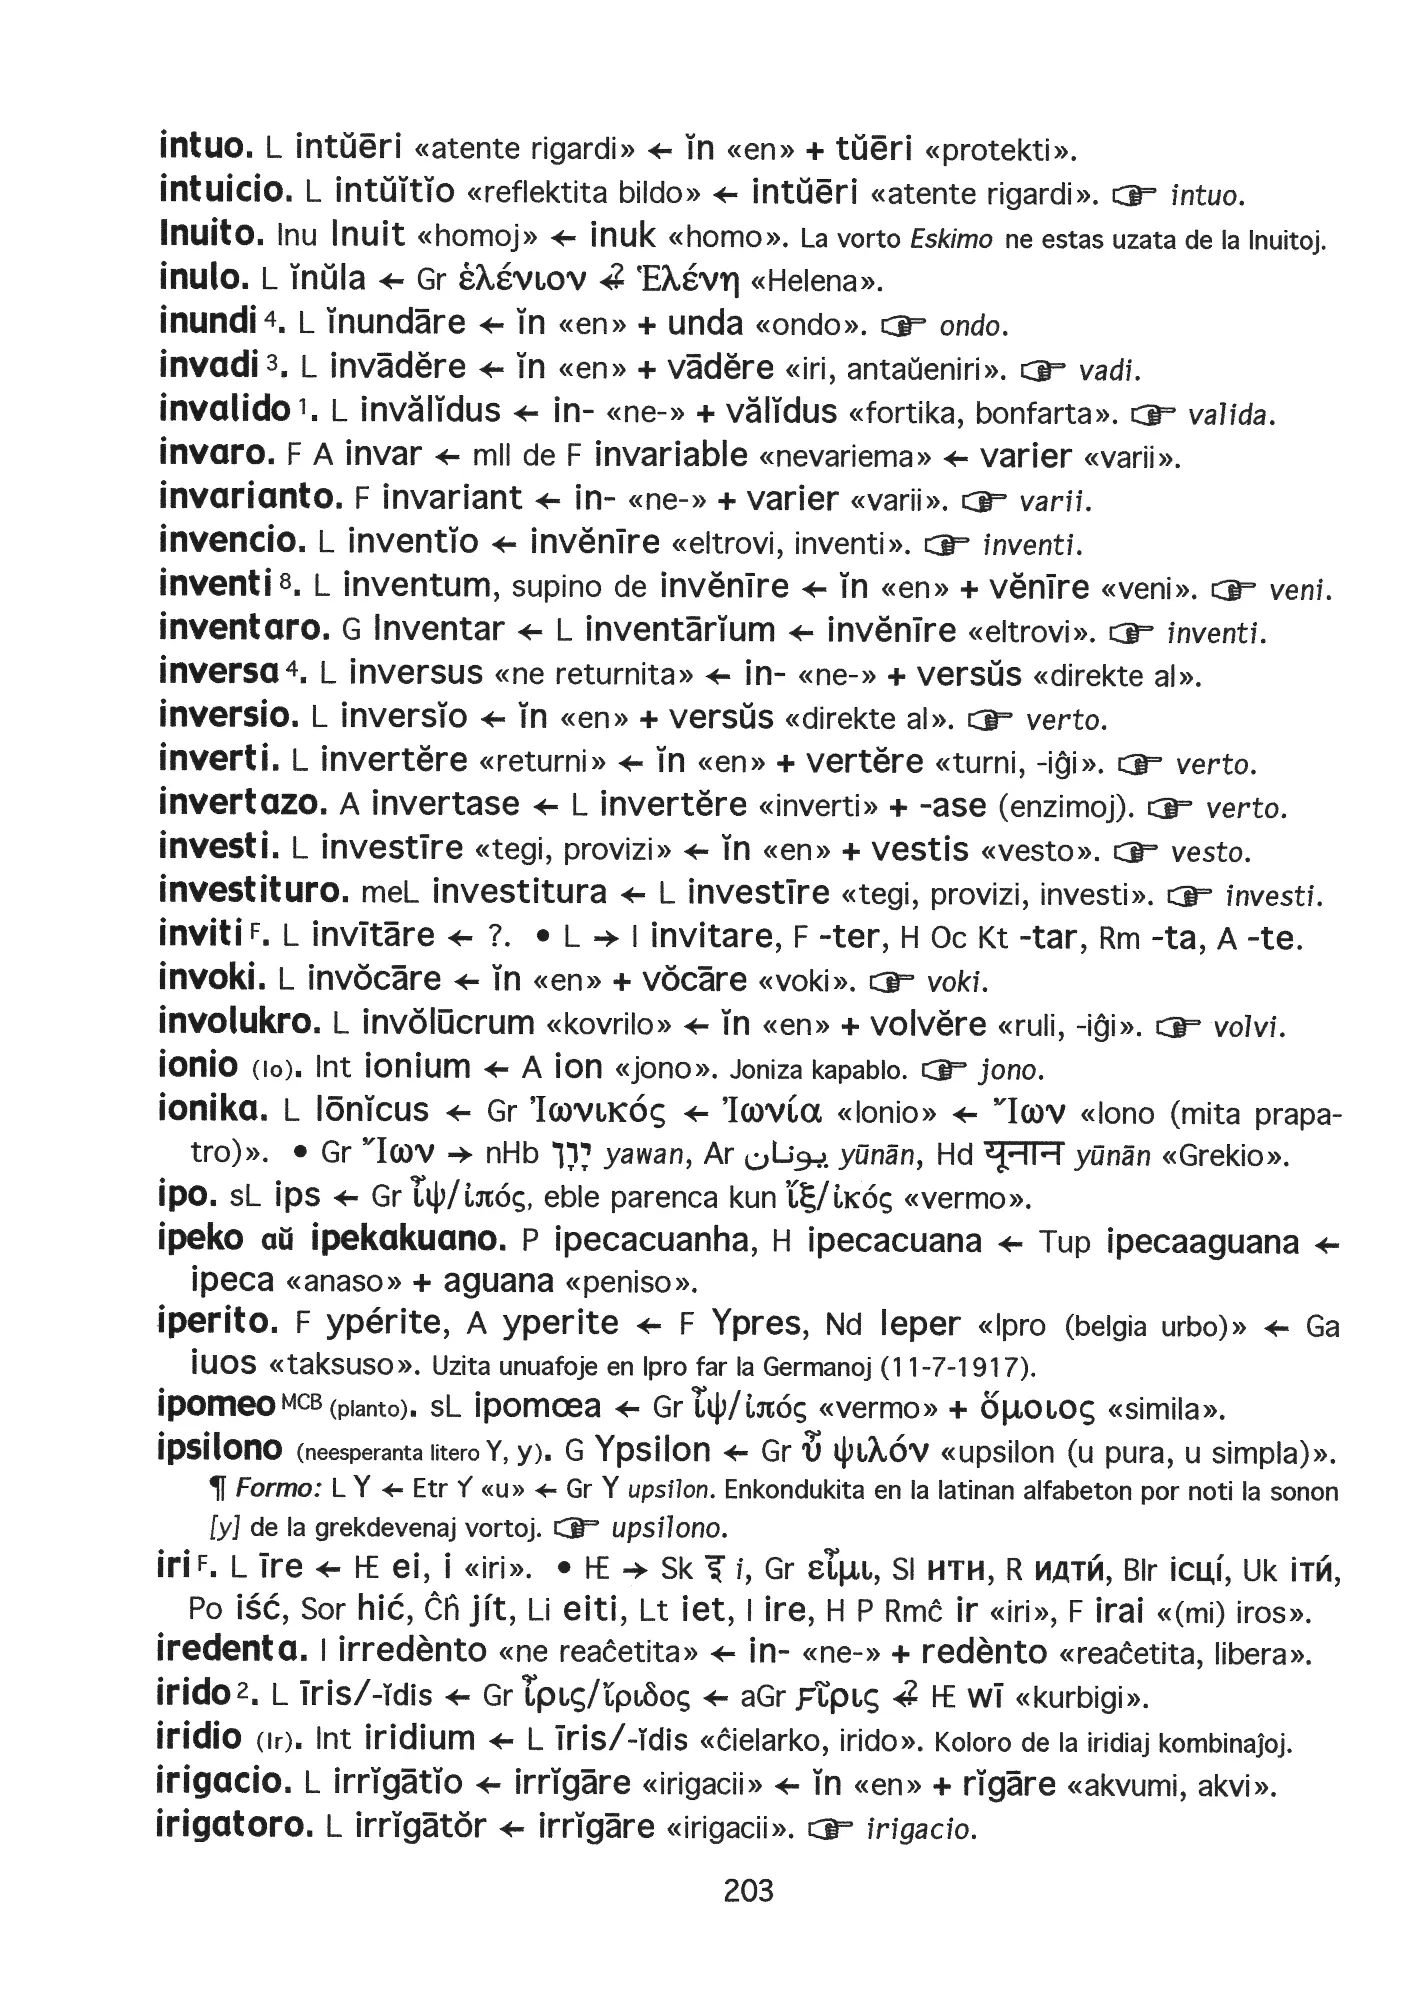 intuo. L intŭēri «atente rigardi» ← ĭn «en» + tŭēri «protekti».
intuicio. L intŭĭtĭo «reflektita bildo» ← intŭēri «atente rigardi». ☞ intuo.
Inuito. Inu Inuit «homoj» ← inuk «homo». La vorto Eskimo ne estas uzata de la Inuitoj.
inulo. L ĭnŭla ← Gr ἑλένιον ↚? Ἑλένη «Helena».
inundi 4. L ĭnundāre ← ĭn «en» + unda «ondo». ☞ ondo.
invadi 3. L invādĕre ← ĭn «en» + vādĕre «iri, antaŭeniri». ☞ vadi.
invalido 1. L invălĭdus ← in- «ne-» + vălĭdus «fortika, bonfarta». ☞ valida.
invaro. F A invar ← mll de F invariable «nevariema» ← varier «varii».
invarianto. F invariant ← in- «ne-» + varier «varii». ☞ varii.
invencio. L inventĭo ← invĕnīre «eltrovi, inventi». ☞ inventi.
inventi 8. L inventum, supino de invĕnīre ← ĭn «en» + vĕnīre «veni». ☞ veni.
inventaro. G Inventar ← L inventārĭum ← invĕnīre «eltrovi». ☞ inventi.
inversa 4. L inversus «ne returnita» ← in- «ne-» + versŭs «direkte al».
inversio. L inversĭo ← ĭn «en» + versŭs «direkte al». ☞ verto.
inverti. L invertĕre «returni» ← ĭn «en» + vertĕre «turni, -iĝi». ☞ verto.
invertazo. A invertase ← L invertĕre «inverti» + -ase (enzimoj). ☞ verto.
investi. L investīre «tegi, provizi» ← ĭn «en» + vestis «vesto». ☞ vesto.
investituro. meL investitura ← L investīre «tegi, provizi, investi». ☞ investi.
inviti F. L invītāre ← ?. • L → I invitare, F -ter, H Oc Kt -tar, Rm -ta, A -te.
invoki. L invŏcāre ← ĭn «en» + vŏcāre «voki». ☞ voki.
involukro. L invŏlūcrum «kovrilo» ← ĭn «en» + volvĕre «ruli, -iĝi». ☞ volvi.
ionio (Io). Int ionium ← A ion «jono». Joniza kapablo. ☞ jono.
ionika. L Iōnĭcus ← Gr Ἰωνικός ← Ἰωνία «Ionio» ← Ἴων «Iono (mita prapa-
tro)». • Gr Ἴων → nHb יָוָן yawan, Ar يونان yūnān, Hd यूनान yūnān «Grekio».
ipo. sL ips ← Gr ἶψ/ἰπός, eble parenca kun ἴξ/ἰκός «vermo».
ipeko aŭ ipekakuano. P ipecacuanha, H ipecacuana ← Tup ipecaaguana ←
ipeca «anaso» + aguana «peniso».
iperito. F ypérite, A yperite ← F Ypres, Nd Ieper «Ipro (belgia urbo)» ← Ga
iuos «taksuso». Uzita unuafoje en Ipro far la Germanoj (11-7-1917).
ipomeo MCB (planto). sL ipomœa ← Gr ἶψ/ἰπός «vermo» + ὅμοιος «simila».
ipsilono (neesperanta litero Y, y). G Ypsilon ← Gr ὖ ψιλόν «upsilon (u pura, u simpla)».
¶ Formo: L Y ← Etr Y «u» ← Gr Υ upsilon. Enkondukita en la latinan alfabeton por noti la sonon
[y] de la grekdevenaj vortoj. ☞ upsilono.
iri F. L īre ← IE ei, i «iri». • IE → Sk इ i, Gr εἶμι, Sl ити, R идти́, Blr ісці́, Uk іти́,
Po iść, Sor hić, Ĉĥ jít, Li eiti, Lt iet, I ire, H P Rmĉ ir «iri», F irai «(mi) iros».
iredenta. I irredènto «ne reaĉetita» ← in- «ne-» + redènto «reaĉetita, libera».
irido 2. L īris/-ĭdis ← Gr ἶρις/ἴριδος ← aGr ϝῖρις ↚? IE wī «kurbigi».
iridio (Ir). Int iridium ← L īris/-ĭdis «ĉielarko, irido». Koloro de la iridiaj kombinaĵoj.
irigacio. L irrĭgātĭo ← irrĭgāre «irigacii» ← ĭn «en» + rĭgāre «akvumi, akvi».
irigatoro. L irrĭgātŏr ← irrĭgāre «irigacii». ☞ irigacio.
203